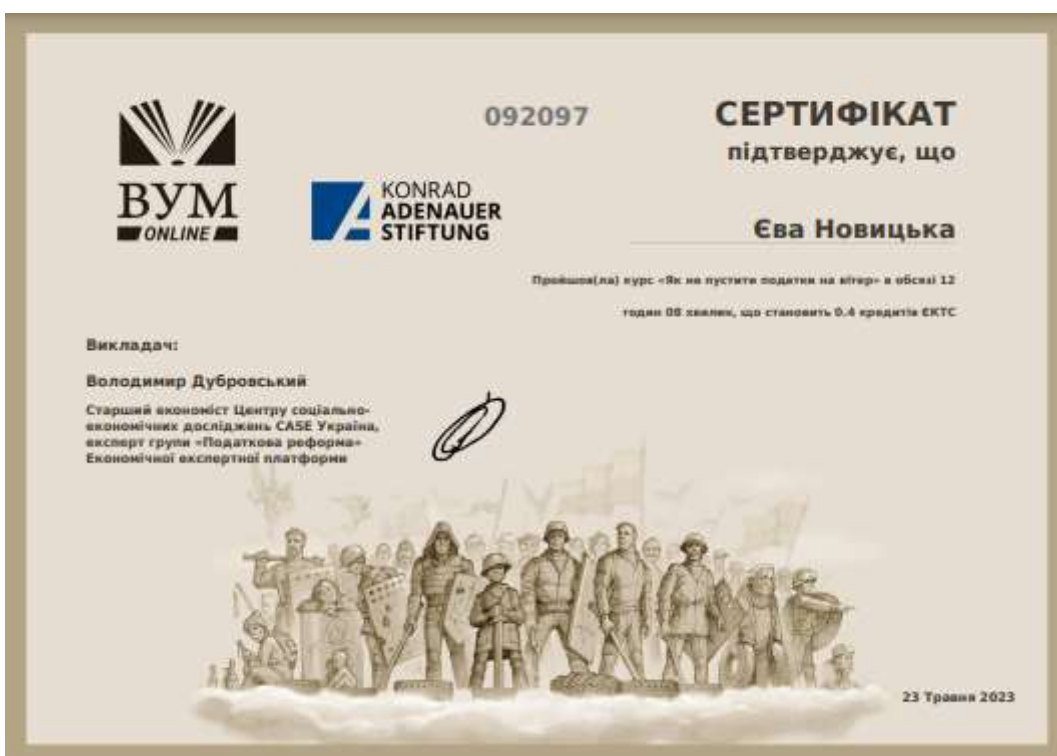 ВУМ
ONLINE
KONRAD
ADENAUER
STIFTUNG
092097
СЕРТИФІКАТ
підтверджує, що
Єва Новицька
Пройшов(ла) курс «Як не пустити податки на вітер» в обсязі 12
годин 08 хвилин, що становить 0.4 кредитів ЄКТС
Викладач:
Володимир Дубровський
Старший економіст Центру соціально-
економічних досліджень CASE Україна,
експерт групи «Податкова реформа»
Економічної експертної платформи
23 Травня 2023